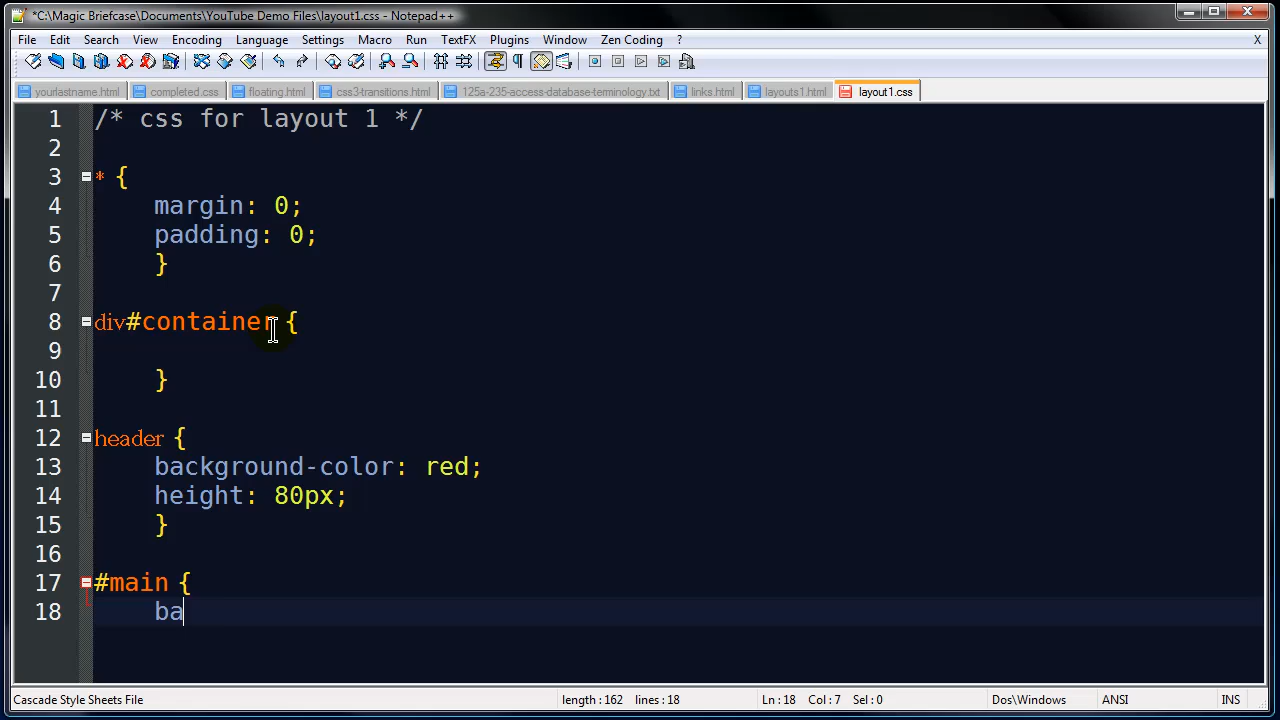 *C:\Magic Briefcase\Documents\YouTube Demo Files\layout1.css - Notepad++
File Edit Search View Encoding Language Settings Macro Run TextFX Plugins Window Zen Coding ? X
yourlastname.html completed.css floating.html css3-transitions.html 125a-235-access-database-terminology.txt links.html layouts1.html layout1.css
1 /* css for layout 1 */
2
3 * {
4 margin: 0;
5 padding: 0;
6 }
7
8 div#container {
9
10 }
11
12 header {
13 background-color: red;
14 height: 80px;
15 }
16
17 #main {
18 ba
Cascade Style Sheets File length : 162 lines : 18 Ln : 18 Col : 7 Sel : 0 Dos\Windows ANSI INS